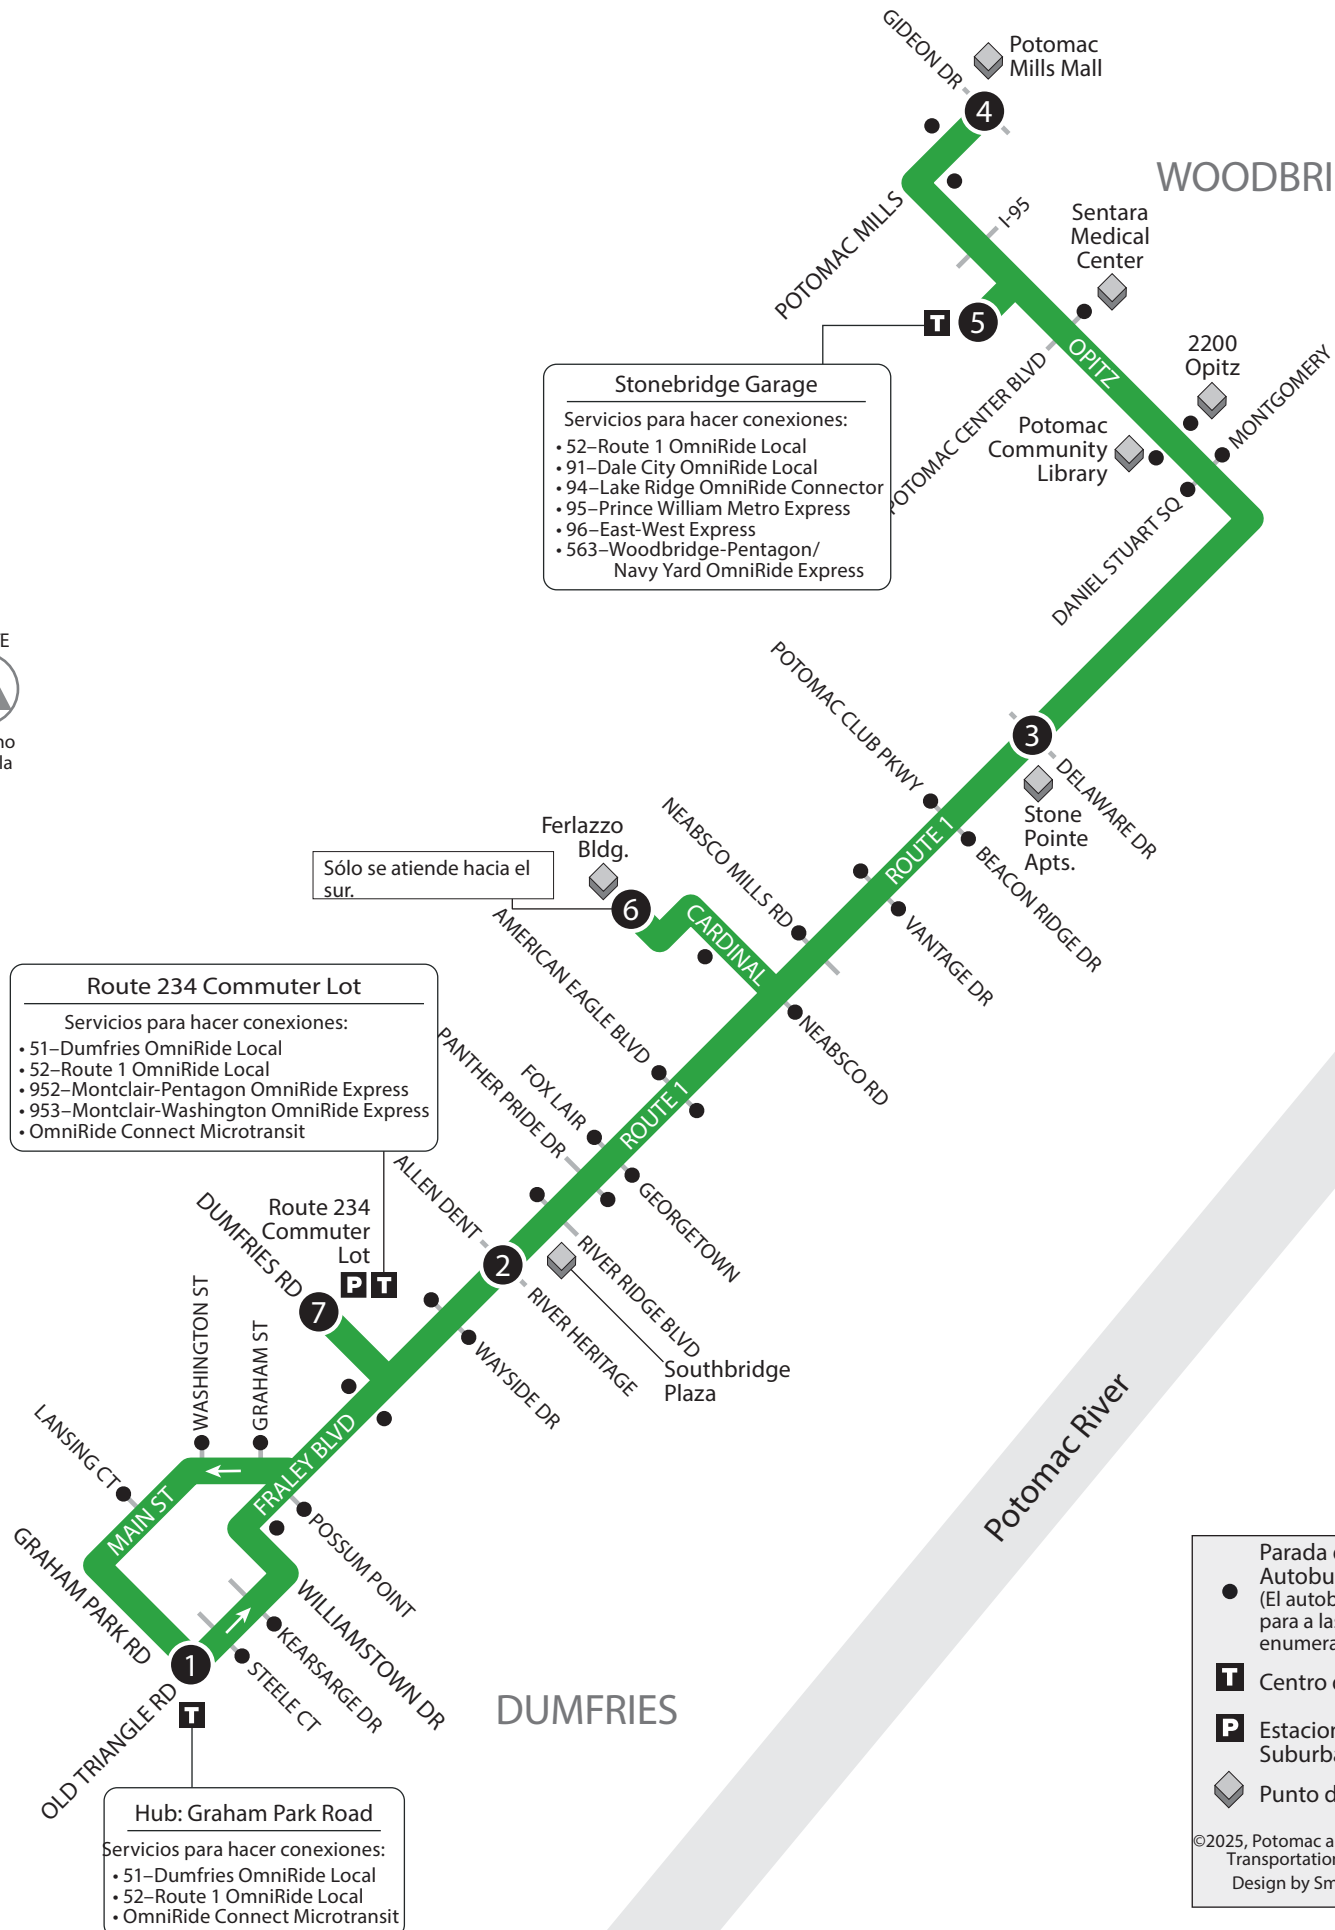 GIDEON DR
Potomac
Mills Mall
4
POTOMAC MILLS
I-95
Sentara
Medical
Center
T
5
OPITZ
POTOMAC CENTER BLVD
2200
Opitz
MONTGOMERY
Potomac
Community
Library
DANIEL STUART SQ
Stonebridge Garage
Servicios para hacer conexiones:
• 52–Route 1 OmniRide Local
• 91–Dale City OmniRide Local
• 94–Lake Ridge OmniRide Connector
• 95–Prince William Metro Express
• 96–East-West Express
• 563–Woodbridge-Pentagon/
Navy Yard OmniRide Express
3
DELAWARE DR
Stone
Pointe
Apts.
POTOMAC CLUB PKWY
BEACON RIDGE DR
ROUTE 1
VANTAGE DR
NEABSCO MILLS RD
Ferlazzo
Bldg.
Sólo se atiende hacia el
sur.
6
CARDINAL
NEABSCO RD
AMERICAN EAGLE BLVD
ROUTE 1
FOX LAIR
GEORGETOWN
PANTHER PRIDE DR
RIVER RIDGE BLVD
Southbridge
Plaza
ALLEN DENT
2
RIVER HERITAGE
WAYSIDE DR
Route 234 Commuter Lot
Servicios para hacer conexiones:
• 51–Dumfries OmniRide Local
• 52–Route 1 OmniRide Local
• 952–Montclair-Pentagon OmniRide Express
• 953–Montclair-Washington OmniRide Express
• OmniRide Connect Microtransit
Route 234
Commuter
Lot
P T
DUMFRIES RD
7
FRALEY BLVD
WASHINGTON ST
GRAHAM ST
LANSING CT
MAIN ST
GRAHAM PARK RD
POSSUM POINT
WILLIAMSTOWN DR
KEARSARGE DR
STEELE CT
1
OLD TRIANGLE RD
T
DUMFRIES
Potomac River
Hub: Graham Park Road
Servicios para hacer conexiones:
• 51–Dumfries OmniRide Local
• 52–Route 1 OmniRide Local
• OmniRide Connect Microtransit
Parada
(El
para a
T Centro
P
Punto
©2025, Potomac
Transportation
Design by